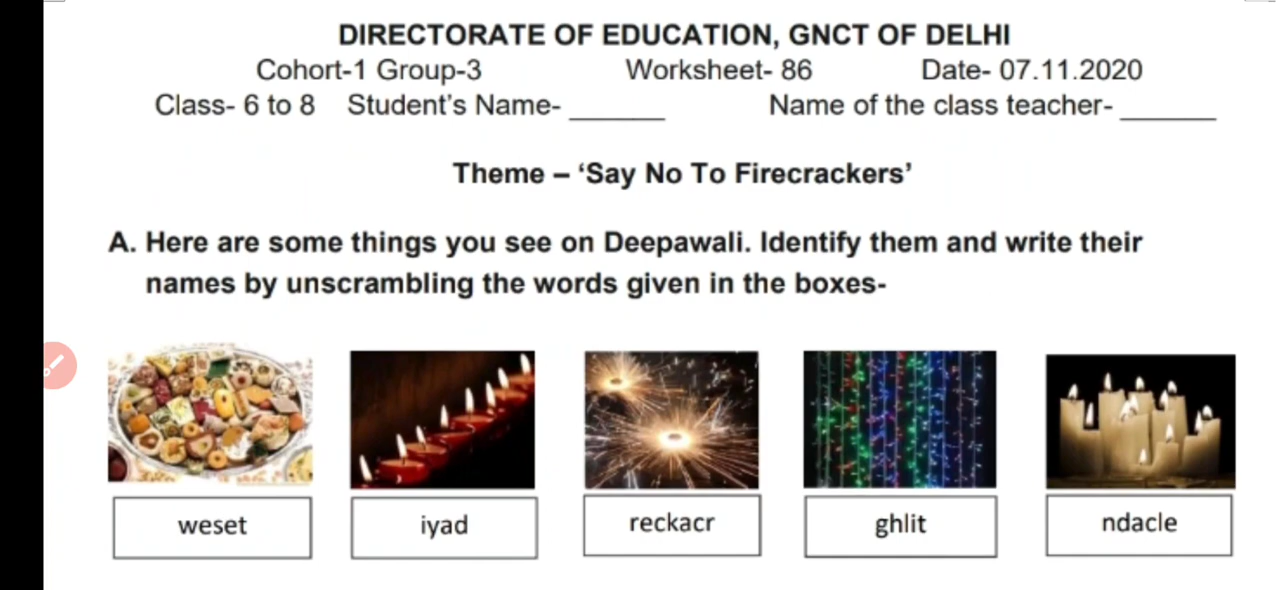 DIRECTORATE OF EDUCATION, GNCT OF DELHI
Cohort-1 Group-3 Worksheet- 86 Date- 07.11.2020
Class- 6 to 8 Student's Name- ______ Name of the class teacher- ______
Theme – ‘Say No To Firecrackers’
A. Here are some things you see on Deepawali. Identify them and write their
names by unscrambling the words given in the boxes-
weset iyad reckacr ghlit ndacle